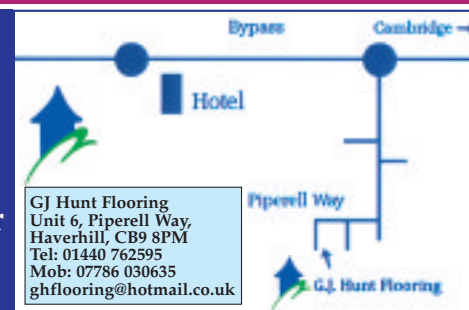 Bypass
Cambridge
Hotel
GJ Hunt Flooring
Unit 6, Piperell Way,
Haverhill, CB9 8PM
Tel: 01440 762595
Mob: 07786 030635
ghflooring@hotmail.co.uk
Piperell Way
G.J. Hunt Flooring